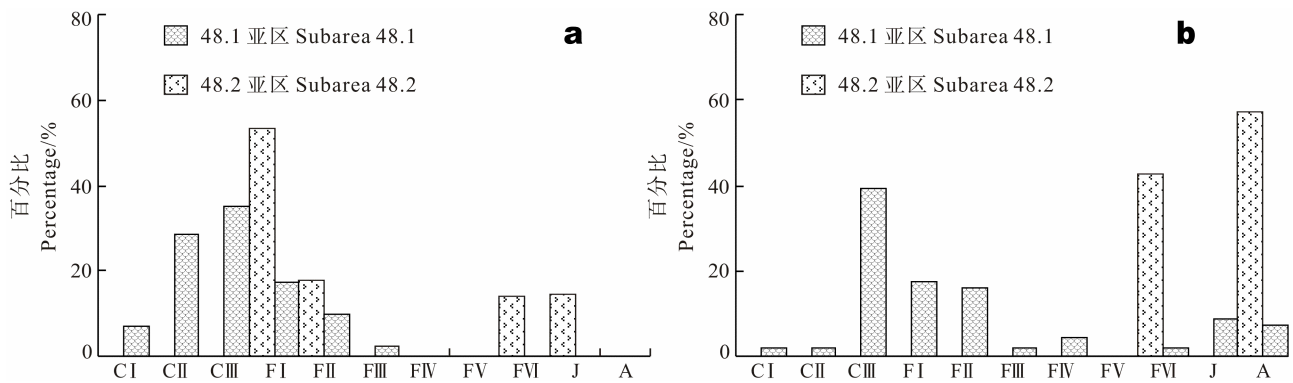 80
60
40
20
0
百分比
Percentage/%
48.1 亚区 Subarea 48.1
48.2 亚区 Subarea 48.2
a
CⅠ CⅡ CⅢ FⅠ FⅡ FⅢ FⅣ FⅤ FⅥ J A
80
60
40
20
0
百分比
Percentage/%
48.1 亚区 Subarea 48.1
48.2 亚区 Subarea 48.2
b
CⅠ CⅡ CⅢ FⅠ FⅡ FⅢ FⅣ FⅤ FⅥ J A